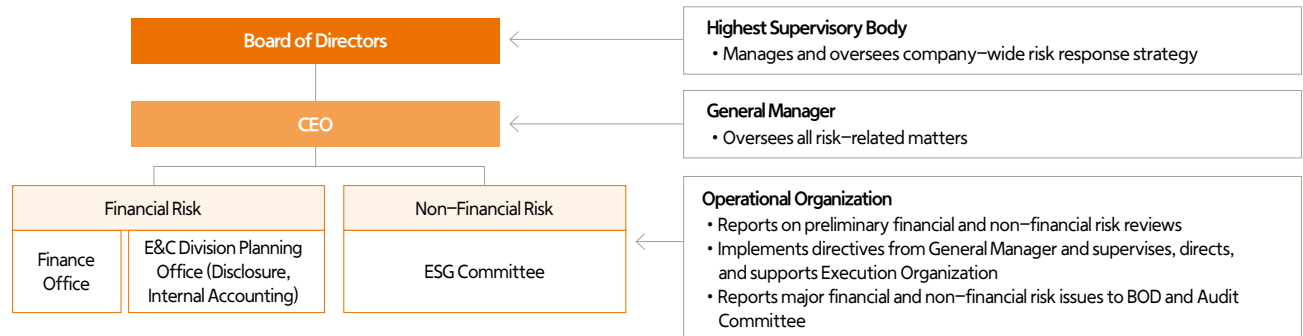 Board of Directors
Highest Supervisory Body
• Manages and oversees company-wide risk response strategy
CEO
General Manager
• Oversees all risk-related matters
Financial Risk
Finance
Office
E&C Division Planning
Office (Disclosure,
Internal Accounting)
Non-Financial Risk
ESG Committee
Operational Organization
• Reports on preliminary financial and non-financial risk reviews
• Implements directives from General Manager and supervises, directs,
and supports Execution Organization
• Reports major financial and non-financial risk issues to BOD and Audit
Committee